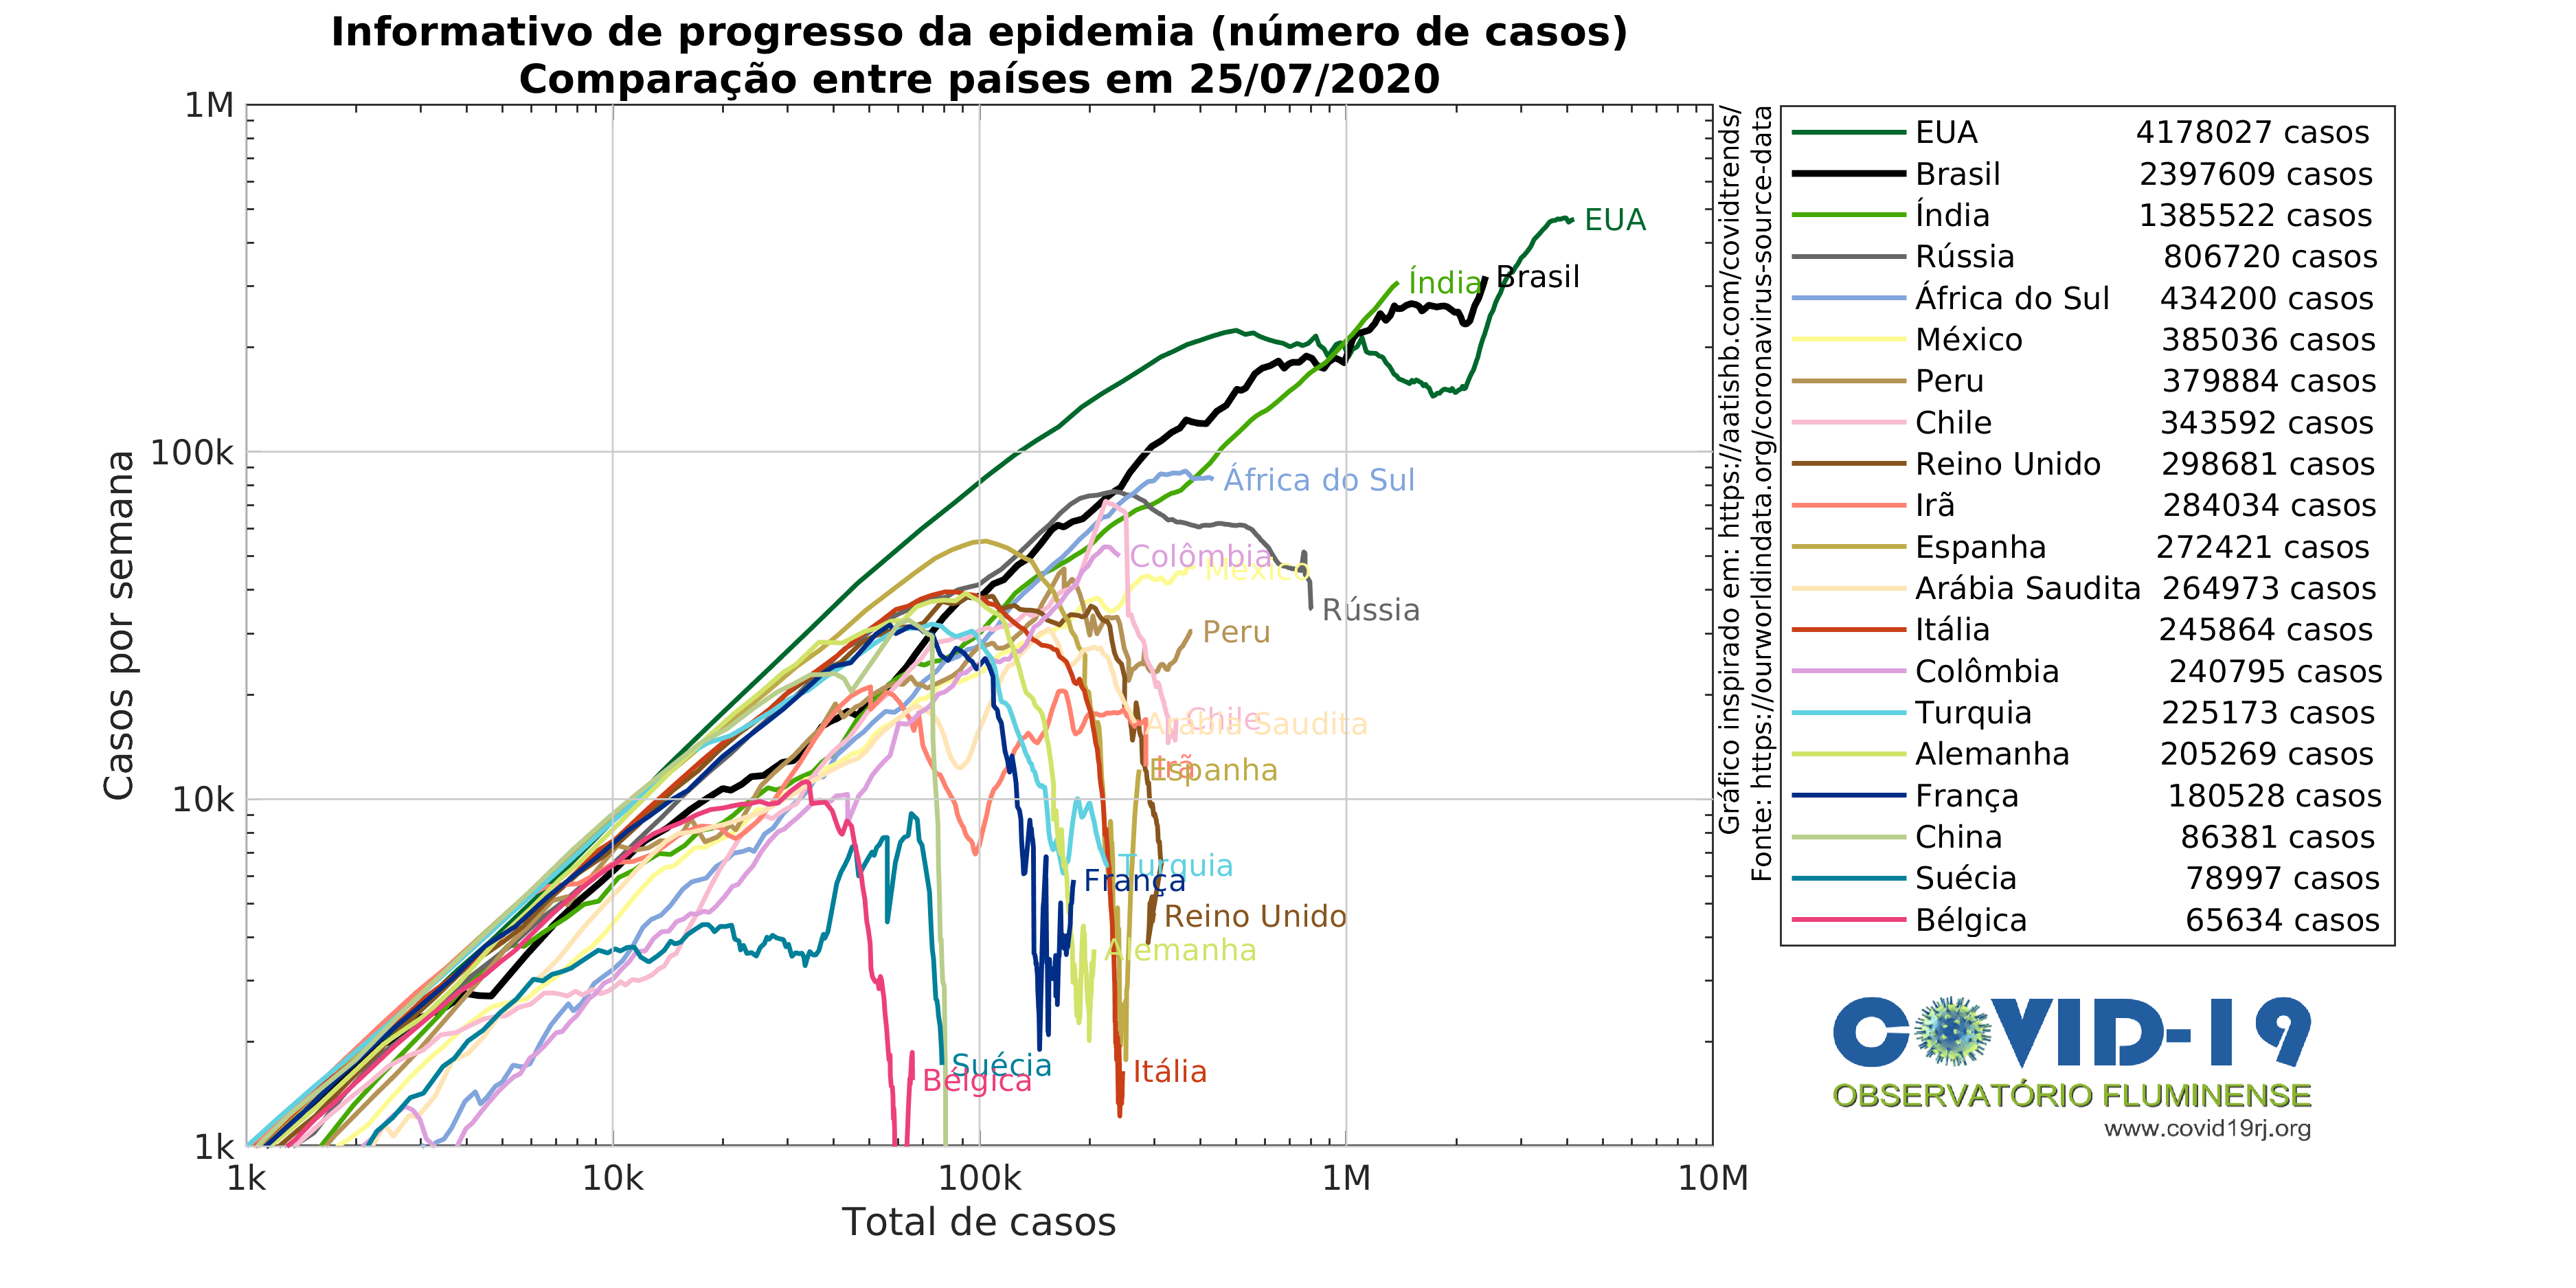 Informativo de progresso da epidemia (número de casos)
Comparação entre países em 25/07/2020
1M
100k
10k
1k
Casos por semana
1k
10k
100k
1M
10M
Total de casos
EUA
Índia
Brasil
África do Sul
Colômbia
México
Rússia
Peru
Chile
Arábia Saudita
Irã
Espanha
Turquia
França
Reino Unido
Alemanha
Suécia
Bélgica
Itália
Gráfico inspirado em: https://aatishb.com/covidtrends/
Fonte: https://ourworldindata.org/coronavirus-source-data
EUA 4178027 casos
Brasil 2397609 casos
Índia 1385522 casos
Rússia 806720 casos
África do Sul 434200 casos
México 385036 casos
Peru 379884 casos
Chile 343592 casos
Reino Unido 298681 casos
Irã 284034 casos
Espanha 272421 casos
Arábia Saudita 264973 casos
Itália 245864 casos
Colômbia 240795 casos
Turquia 225173 casos
Alemanha 205269 casos
França 180528 casos
China 86381 casos
Suécia 78997 casos
Bélgica 65634 casos
COVID-19
OBSERVATÓRIO FLUMINENSE
www.covid19rj.org